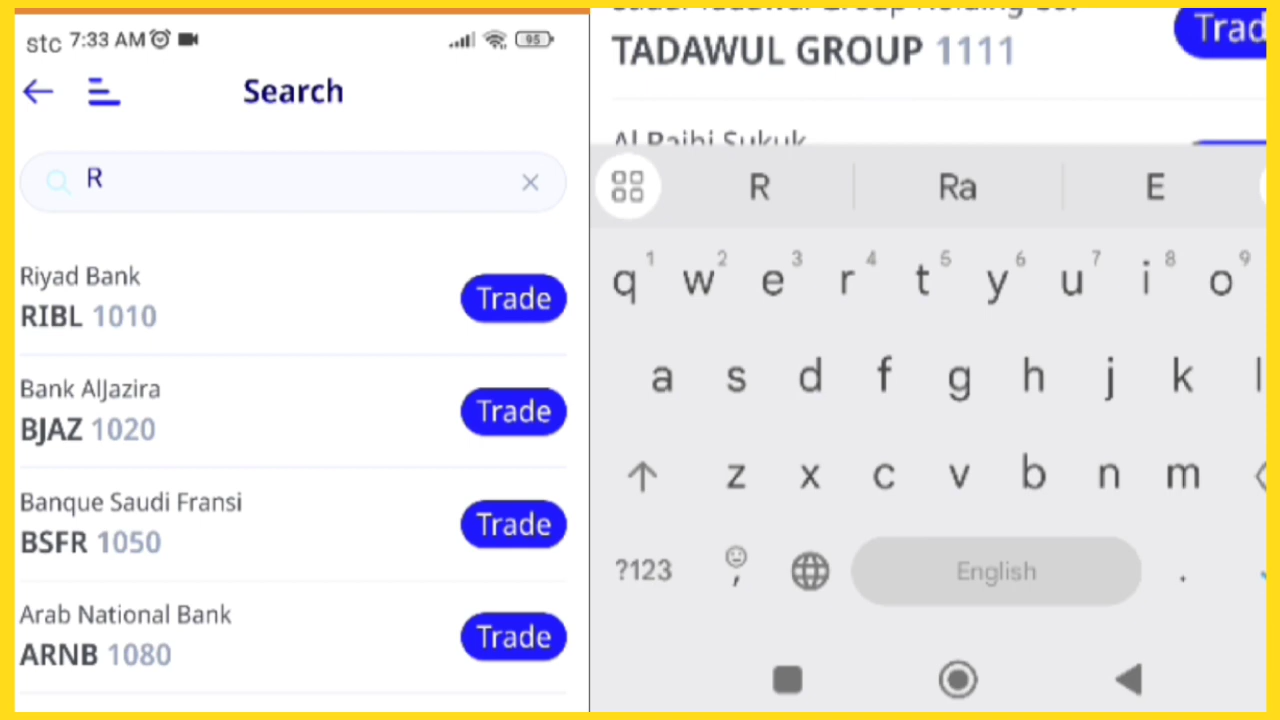 stc 7:33 AM
95
Search
R
Riyad Bank
RIBL 1010
Trade
Bank AlJazira
BJAZ 1020
Trade
Banque Saudi Fransi
BSFR 1050
Trade
Arab National Bank
ARNB 1080
Trade
TADAWUL GROUP 1111
Trad
Al Rajhi Sukuk
R Ra E
q 1 w 2 e 3 r 4 t 5 y 6 u 7 i 8 o 9
a s d f g h j k l
z x c v b n m
?123 , English .